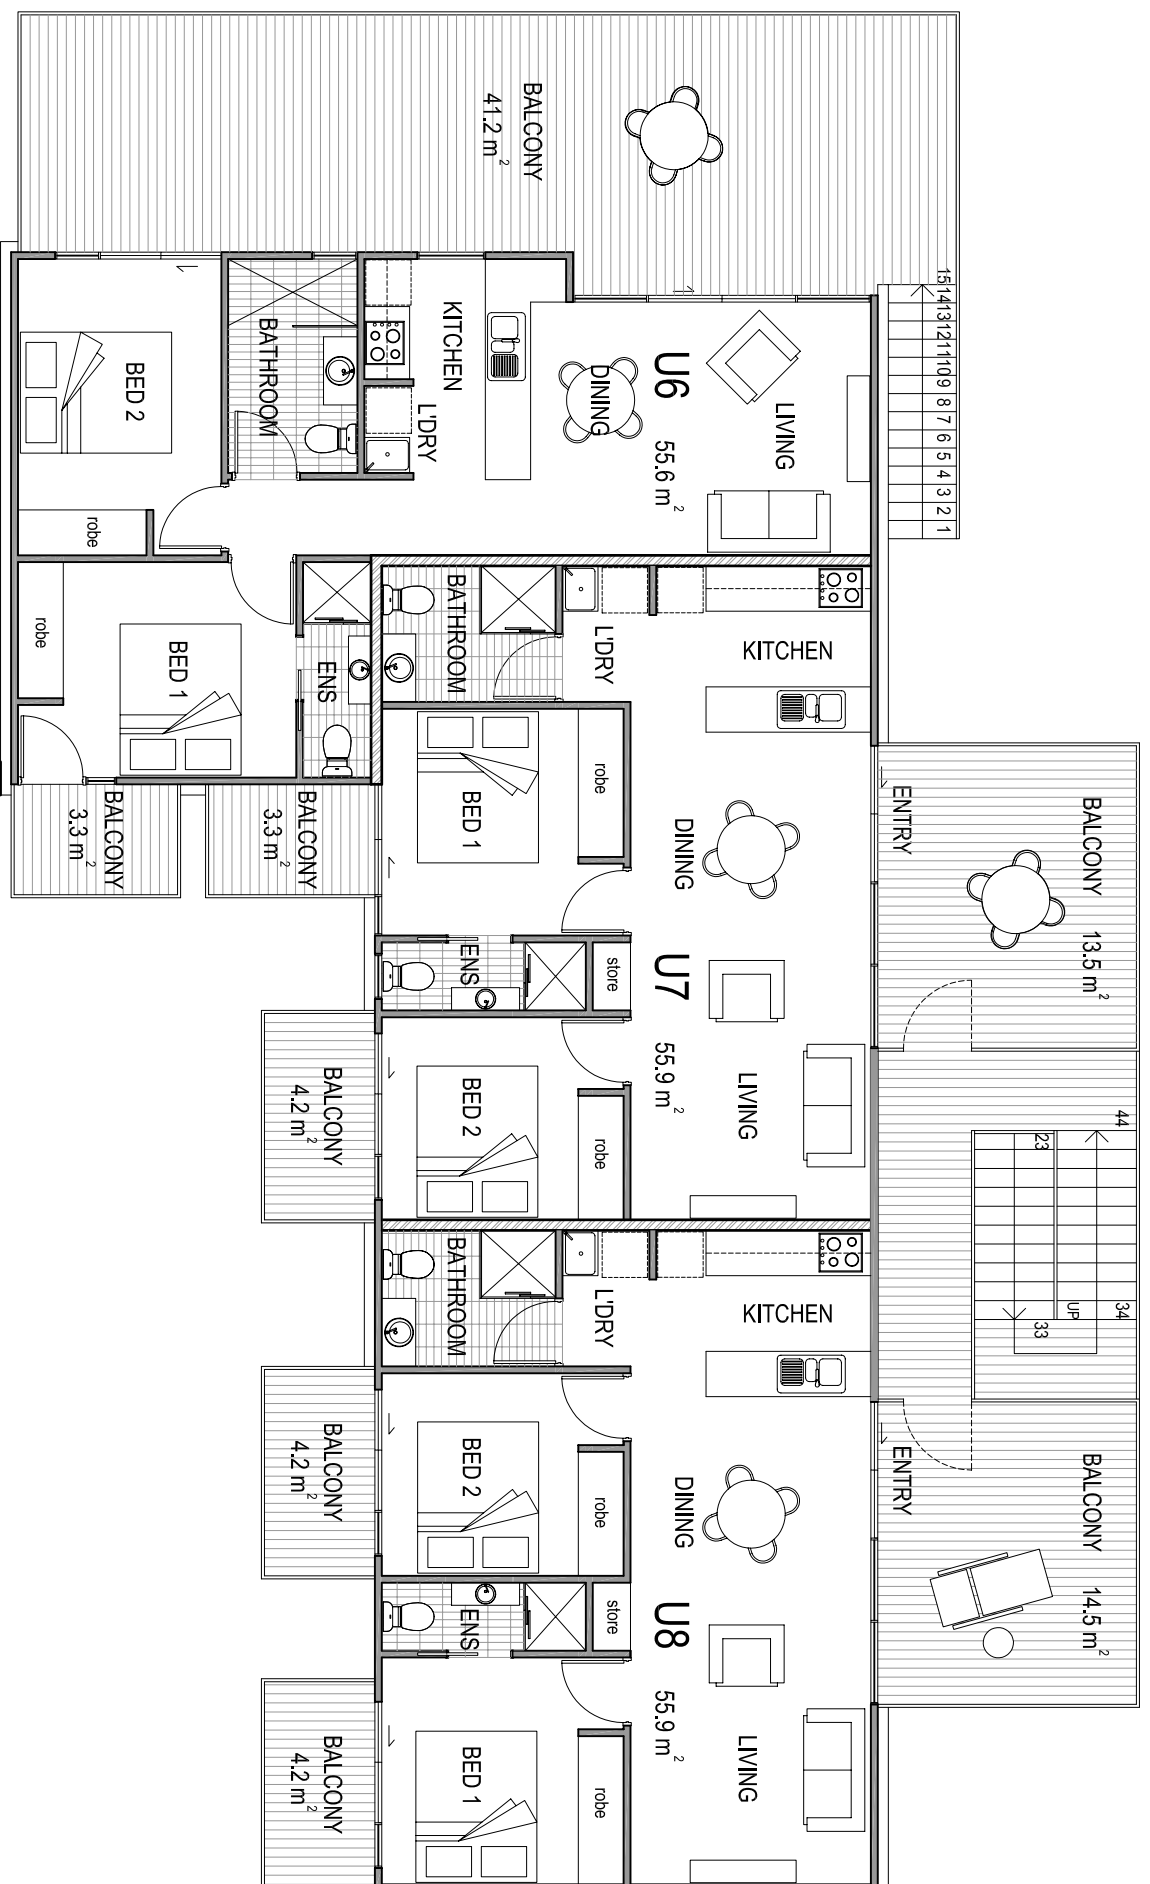 BALCONY
41.2 m²
15 14 13 12 11 10 9 8 7 6 5 4 3 2 1
LIVING
U6
55.6 m²
DINING
KITCHEN
L'DRY
BATHROOM
BED 2
robe
robe
BED 1
ENS
BALCONY
3.3 m²
BALCONY
3.3 m²
BALCONY 13.5 m²
ENTRY
KITCHEN
L'DRY
BATHROOM
DINING
U7
55.9 m²
LIVING
robe
BED 1
store
ENS
robe
BED 2
BALCONY
4.2 m²
44
23
34
UP
33
BALCONY 14.5 m²
ENTRY
KITCHEN
L'DRY
BATHROOM
DINING
U8
55.9 m²
LIVING
robe
BED 2
store
ENS
robe
BED 1
BALCONY
4.2 m²
BALCONY
4.2 m²